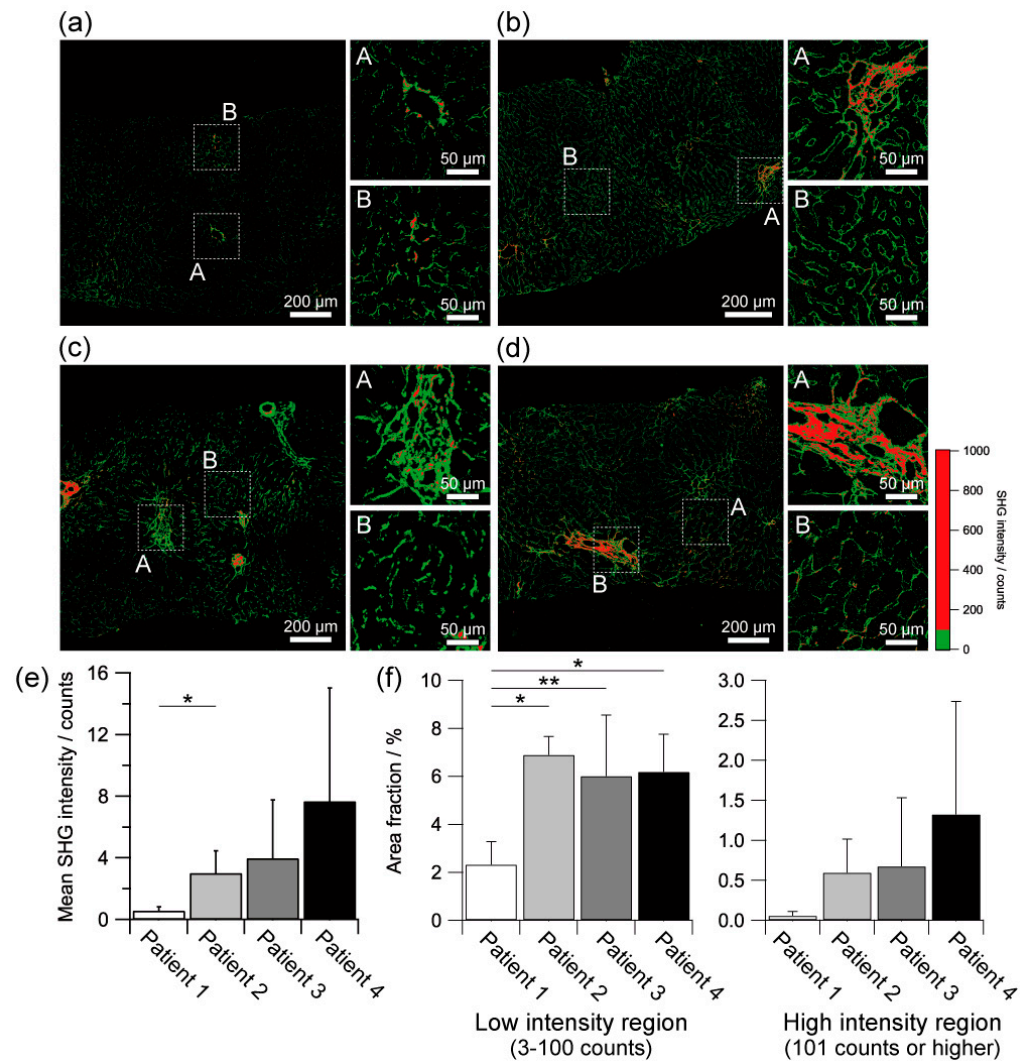 (a)
B
A
200 µm
A
50 µm
B
50 µm
(b)
B
A
200 µm
A
50 µm
B
50 µm
(c)
B
A
200 µm
A
50 µm
B
50 µm
(d)
A
B
200 µm
A
50 µm
B
50 µm
1000
800
600
400
200
0
SHG intensity / counts
(e)
Mean SHG intensity / counts
16
12
8
4
0
*
Patient 1
Patient 2
Patient 3
Patient 4
(f)
Area fraction / %
10
8
6
4
2
0
*
**
*
Patient 1
Patient 2
Patient 3
Patient 4
Low intensity region
(3-100 counts)
3.0
2.5
2.0
1.5
1.0
0.5
0.0
Patient 1
Patient 2
Patient 3
Patient 4
High intensity region
(101 counts or higher)